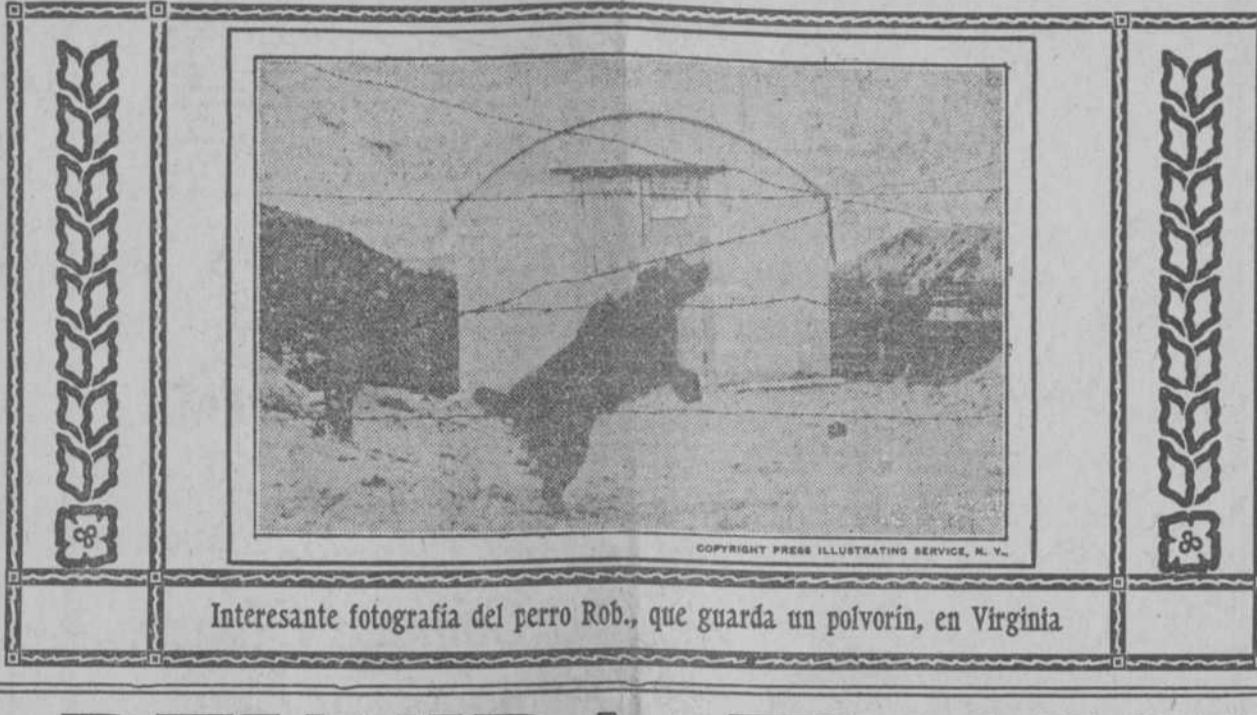 COPYRIGHT PRESS ILLUSTRATING SERVICE, N. Y.
Interesante fotografía del perro Rob., que guarda un polvorín, en Virginia